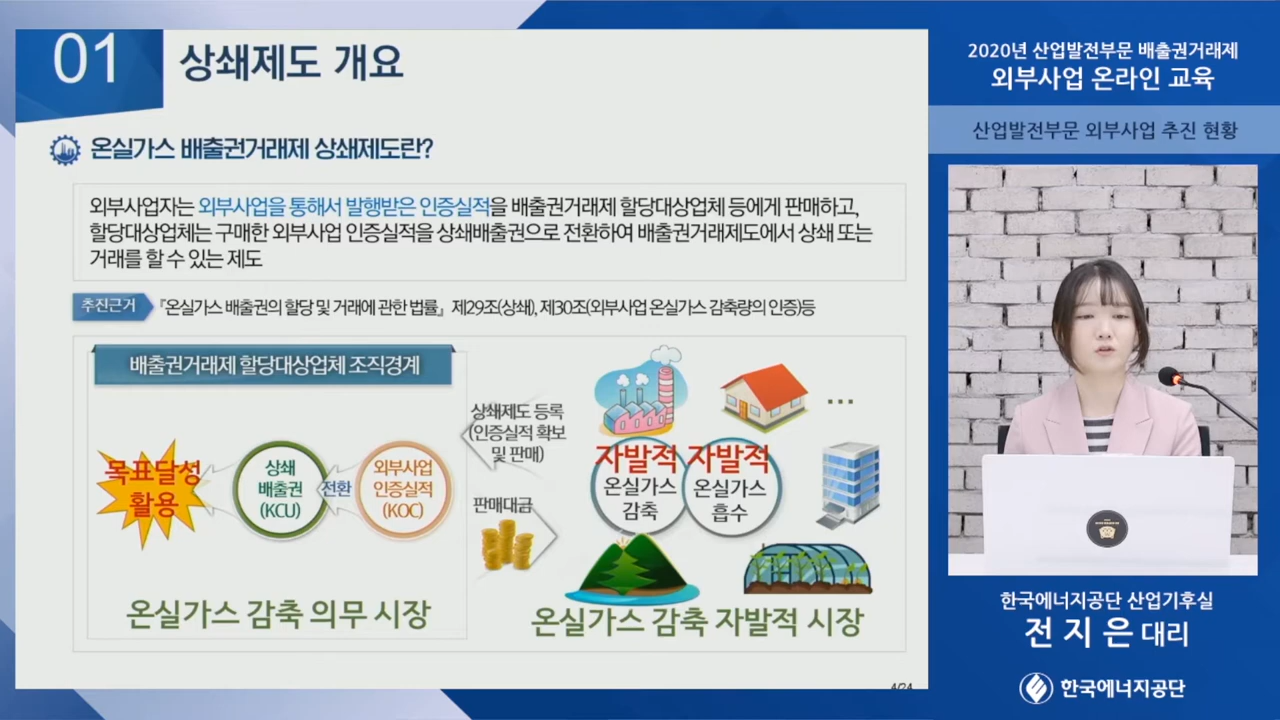 01
상쇄제도 개요
온실가스 배출권거래제 상쇄제도란?
외부사업자는 외부사업을 통해서 발행받은 인증실적을 배출권거래제 할당대상업체 등에게 판매하고,
할당대상업체는 구매한 외부사업 인증실적을 상쇄배출권으로 전환하여 배출권거래제도에서 상쇄 또는
거래를 할 수 있는 제도
추진근거
『온실가스 배출권의 할당 및 거래에 관한 법률』 제29조(상쇄), 제30조(외부사업 온실가스 감축량의 인증)등
배출권거래제 할당대상업체 조직경계
목표달성
활용
상쇄
배출권
(KCU)
전환
외부사업
인증실적
(KOC)
온실가스 감축 의무 시장
상쇄제도 등록
(인증실적 확보
및 판매)
판매대금
...
자발적
온실가스
감축
자발적
온실가스
흡수
온실가스 감축 자발적 시장
4/24
2020년 산업발전부문 배출권거래제
외부사업 온라인 교육
산업발전부문 외부사업 추진 현황
한국에너지공단 산업기후실
전 지 은 대리
한국에너지공단